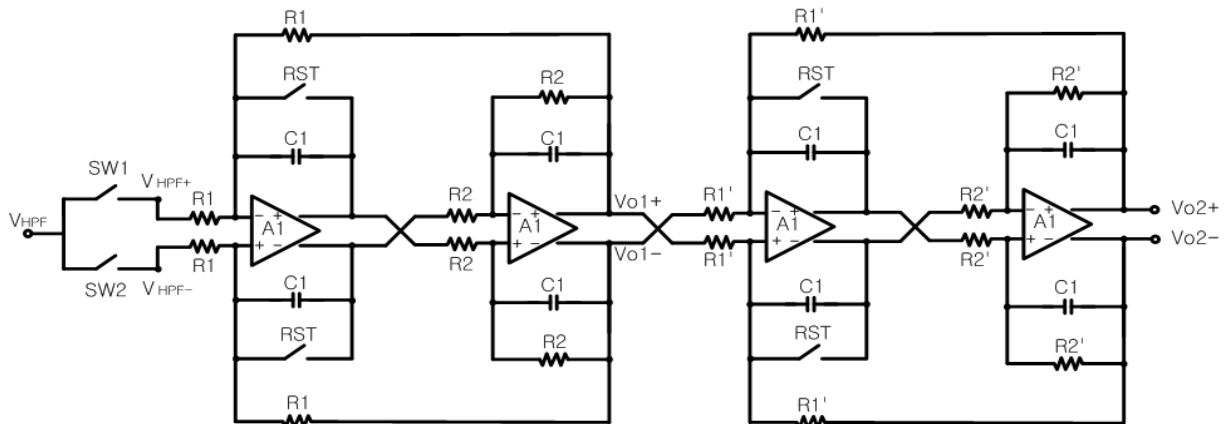 R1
R1'
RST
R2
RST
R2'
C1
C1
C1
C1
SW1
VHPF+
R1
R2
Vo1+
R1'
R2'
Vo2+
VHPF
- +
A1
+ -
- +
A1
+ -
- +
A1
+ -
- +
A1
+ -
SW2
VHPF-
R1
R2
Vo1-
R1'
R2'
Vo2-
C1
C1
C1
C1
RST
R2
RST
R2'
R1
R1'